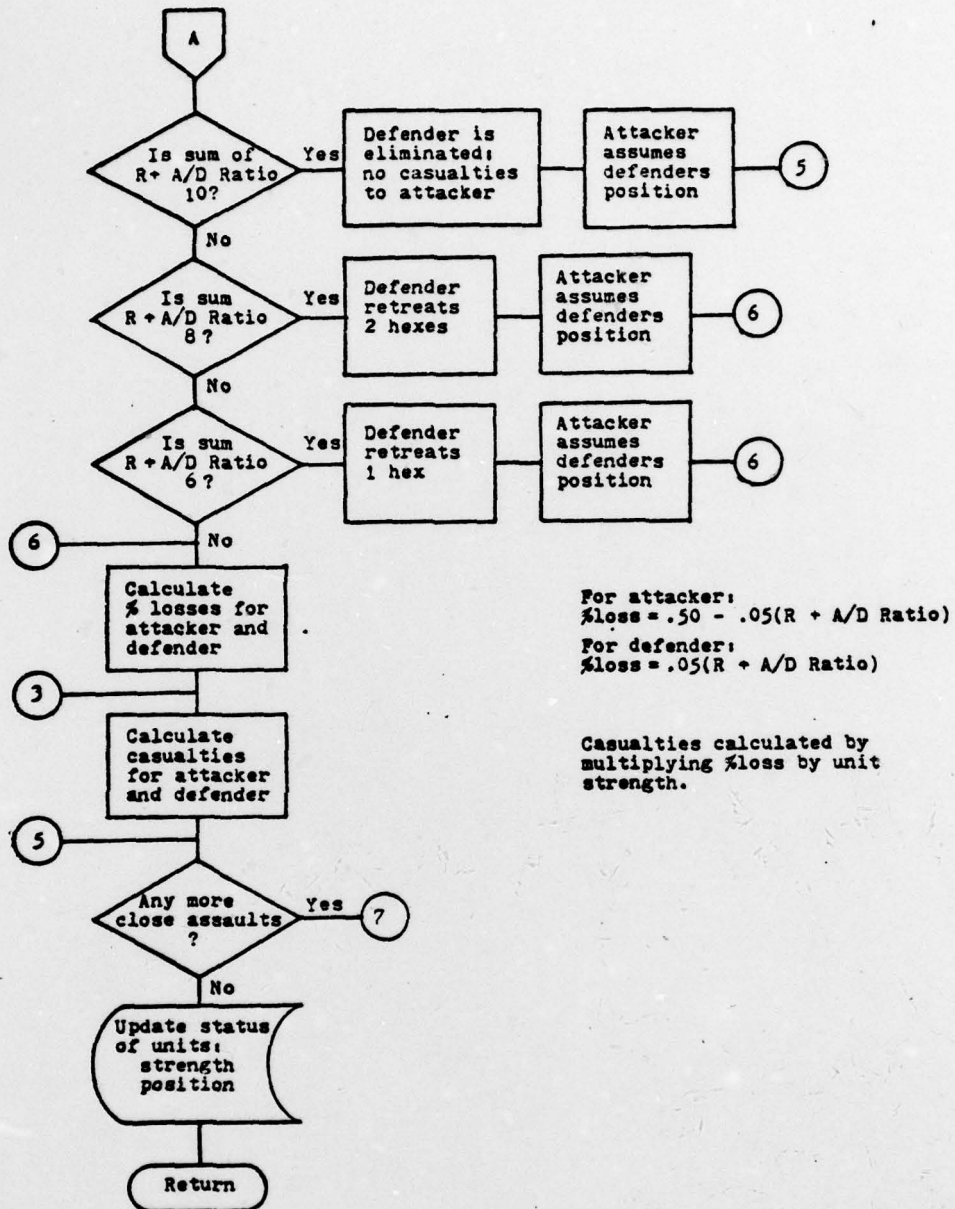 A
Is sum of
R+ A/D Ratio
10?
Yes
Defender is
eliminated:
no casualties
to attacker
Attacker
assumes
defenders
position
5
No
Is sum
R + A/D Ratio
8?
Yes
Defender
retreats
2 hexes
Attacker
assumes
defenders
position
6
No
Is sum
R + A/D Ratio
6?
Yes
Defender
retreats
1 hex
Attacker
assumes
defenders
position
6
6
No
Calculate
% losses for
attacker and
defender
For attacker:
%loss = .50 - .05(R + A/D Ratio)
For defender:
%loss = .05(R + A/D Ratio)
3
Calculate
casualties
for attacker
and defender
Casualties calculated by
multiplying %loss by unit
strength.
5
Any more
close assaults
?
Yes
7
No
Update status
of units:
strength
position
Return